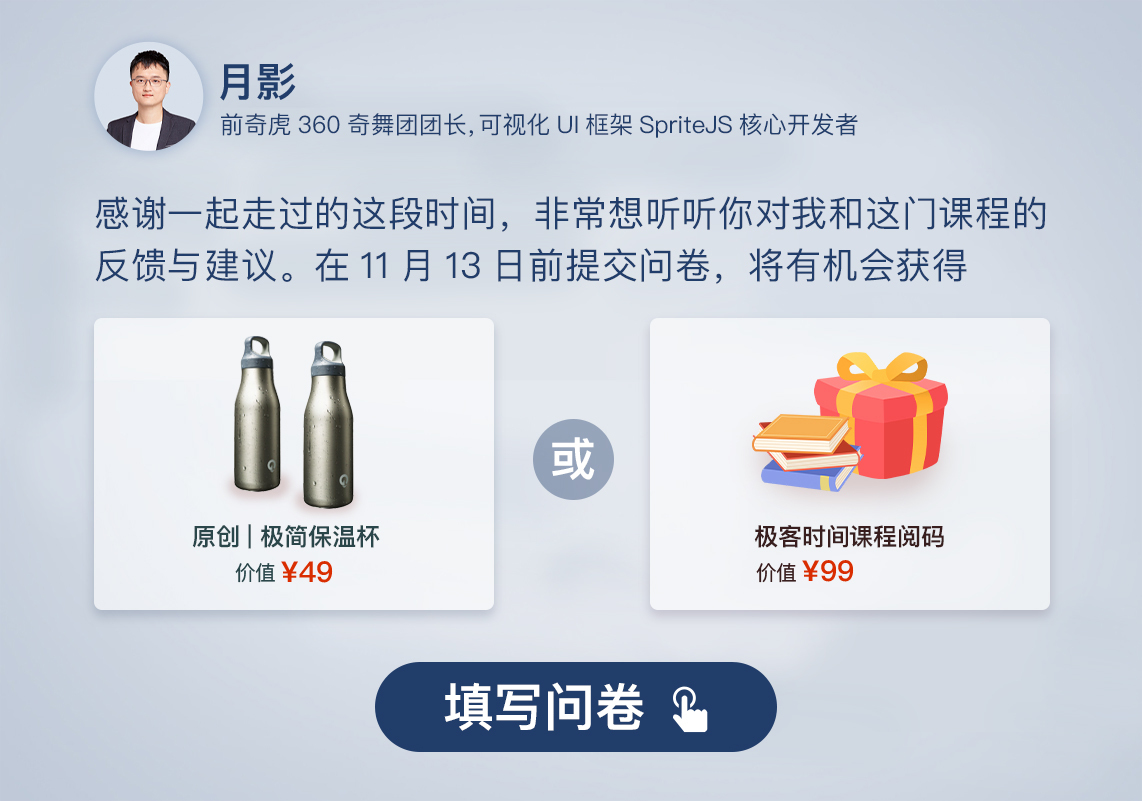 月影
前奇虎 360 奇舞团团长，可视化 UI 框架 SpriteJS 核心开发者
感谢一起走过的这段时间，非常想听听你对我和这门课程的
反馈与建议。在 11 月 13 日前提交问卷，将有机会获得
原创 | 极简保温杯
价值 ¥49
或
极客时间课程阅码
价值 ¥99
填写问卷